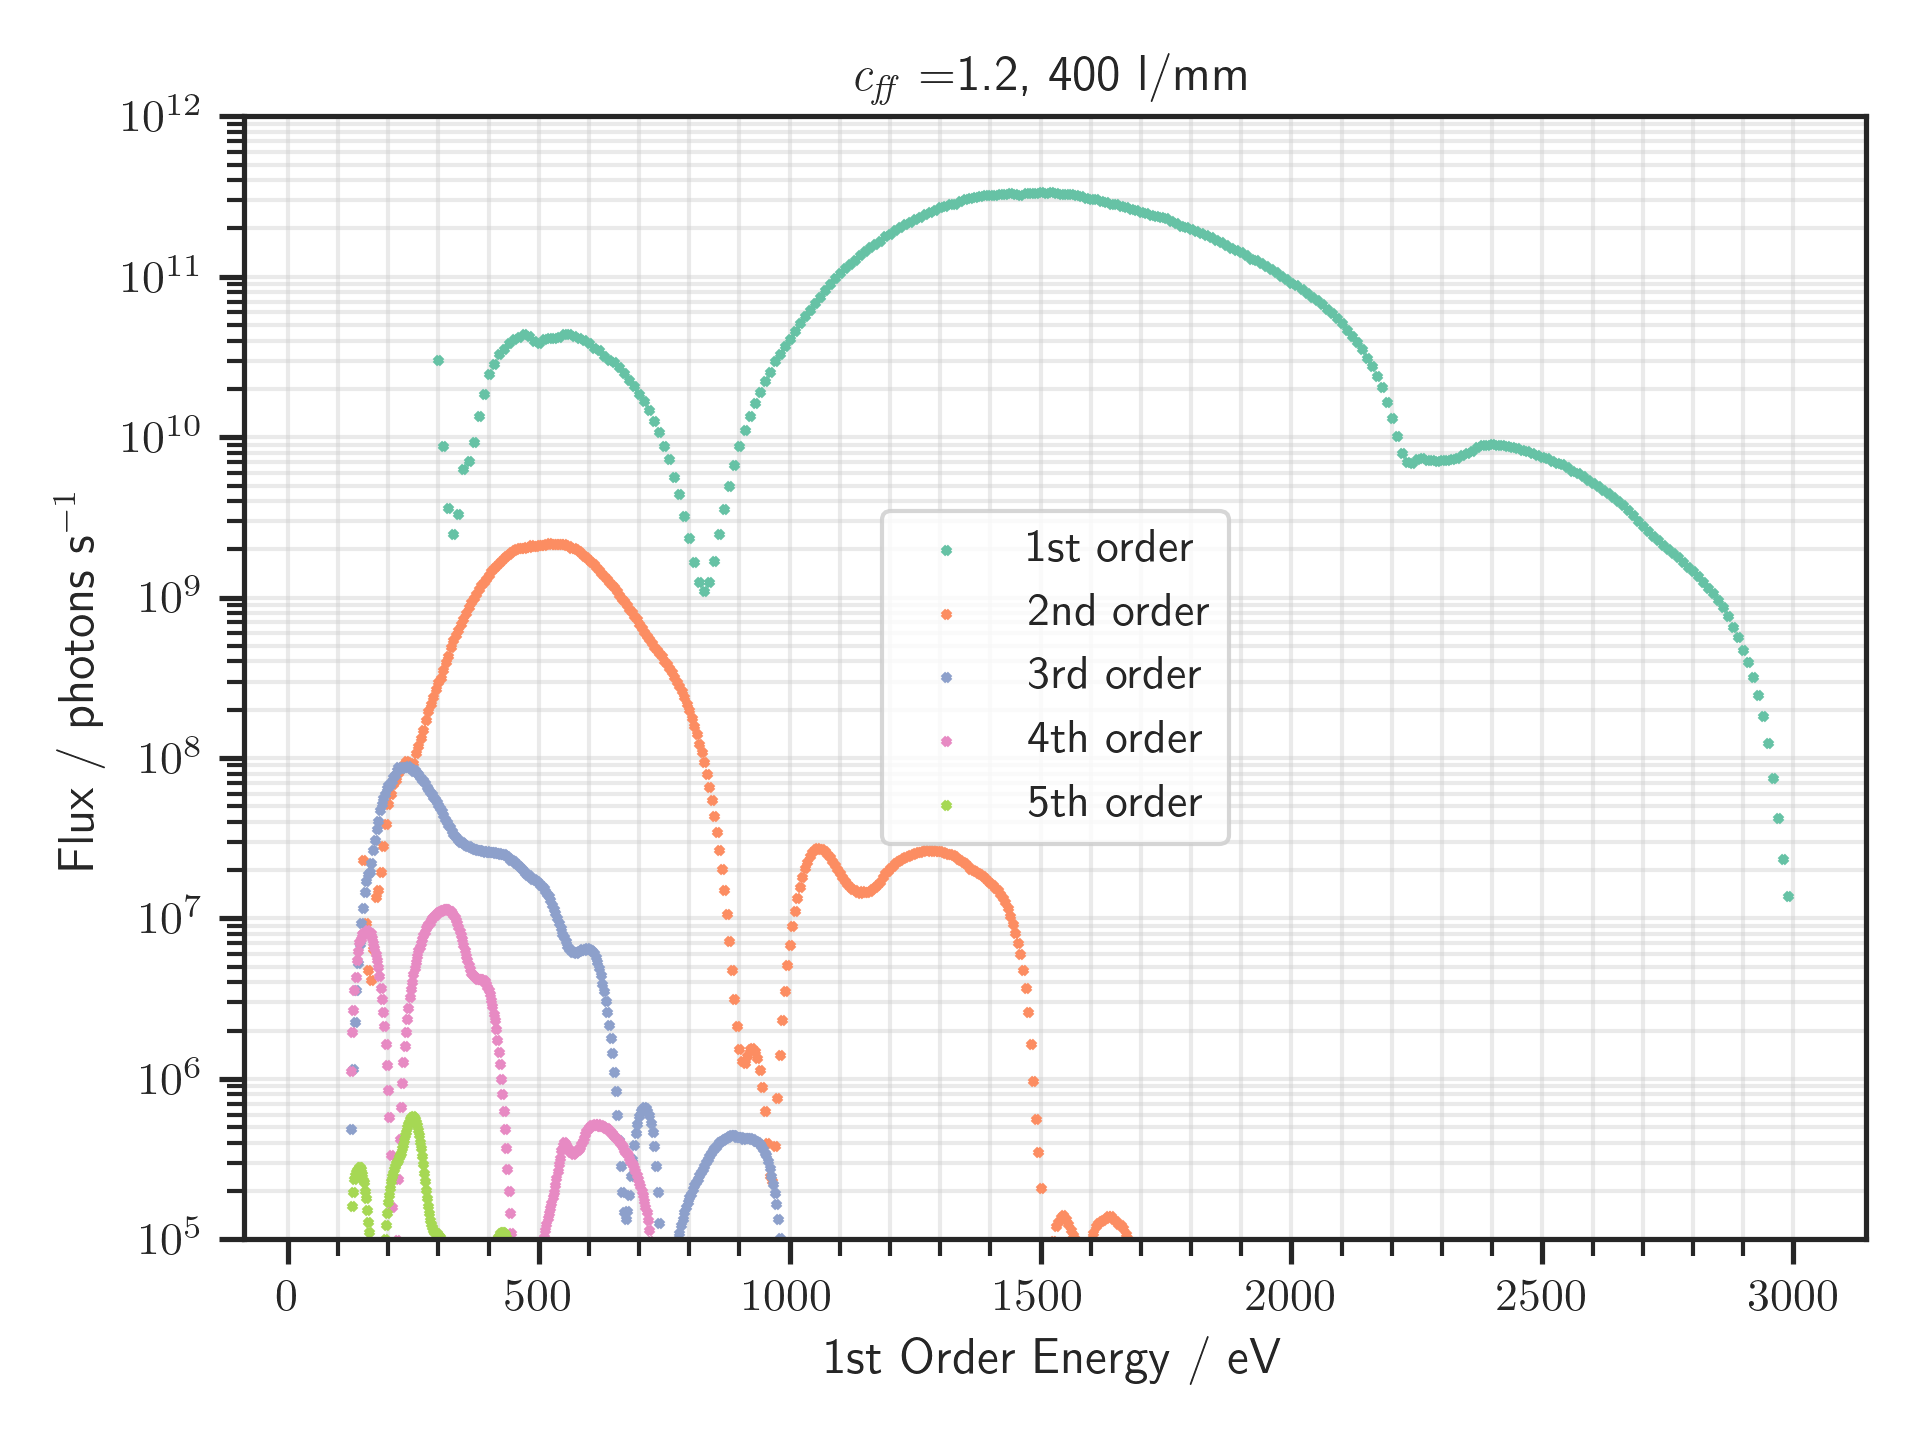 c_ff =1.2, 400 l/mm
10^12
10^11
10^10
10^9
10^8
10^7
10^6
10^5
Flux / photons s^−1
1st order
2nd order
3rd order
4th order
5th order
0 500 1000 1500 2000 2500 3000
1st Order Energy / eV